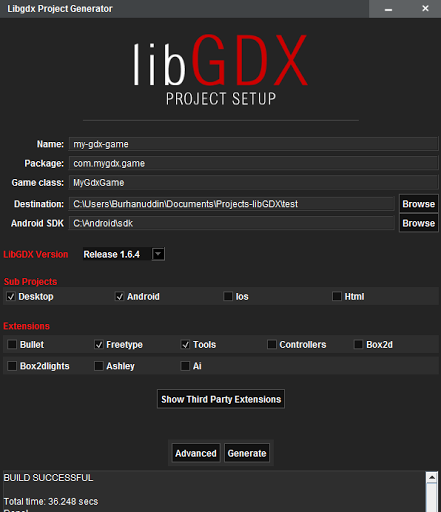 Libgdx Project Generator
libGDX
PROJECT SETUP
Name: my-gdx-game
Package: com.mygdx.game
Game class: MyGdxGame
Destination: C:\Users\Burhanuddin\Documents\Projects-libGDX\test Browse
Android SDK C:\Android\sdk Browse
LibGDX Version Release 1.6.4
Sub Projects
Desktop Android Ios Html
Extensions
Bullet Freetype Tools Controllers Box2d
Box2dlights Ashley Ai
Show Third Party Extensions
Advanced Generate
BUILD SUCCESSFUL
Total time: 36.248 secs